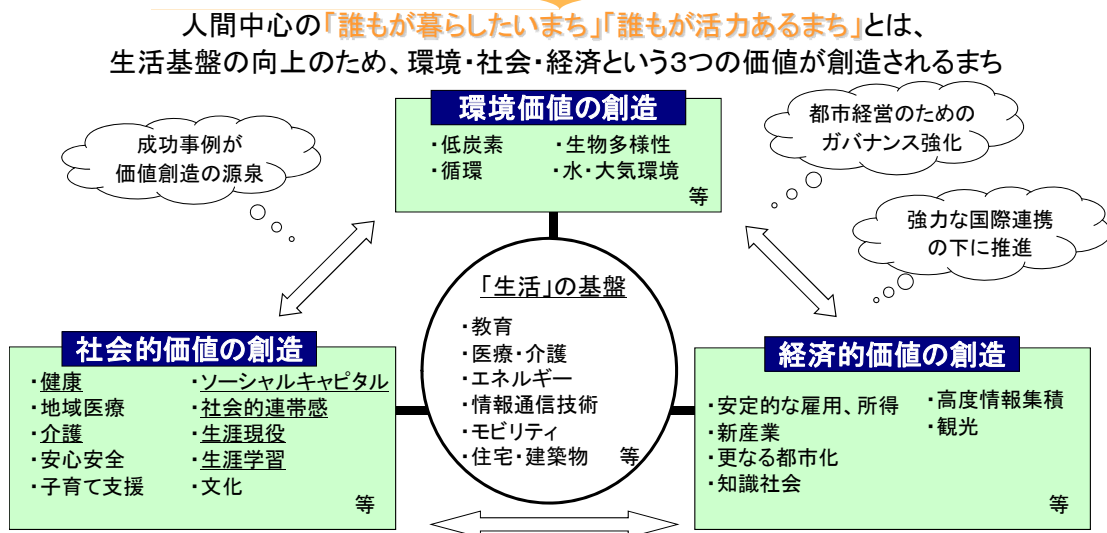 人間中心の「誰もが暮らしたいまち」「誰もが活力あるまち」とは、
生活基盤の向上のため、環境・社会・経済という3つの価値が創造されるまち
環境価値の創造
・低炭素 ・生物多様性
・循環 ・水・大気環境
等
成功事例が
価値創造の源泉
都市経営のための
ガバナンス強化
強力な国際連携
の下に推進
「生活」の基盤
・教育
・医療・介護
・エネルギー
・情報通信技術
・モビリティ
・住宅・建築物 等
社会的価値の創造
・健康 ・ソーシャルキャピタル
・地域医療 ・社会的連帯感
・介護 ・生涯現役
・安心安全 ・生涯学習
・子育て支援 ・文化
等
経済的価値の創造
・安定的な雇用、所得 ・高度情報集積
・新産業 ・観光
・更なる都市化
・知識社会
等